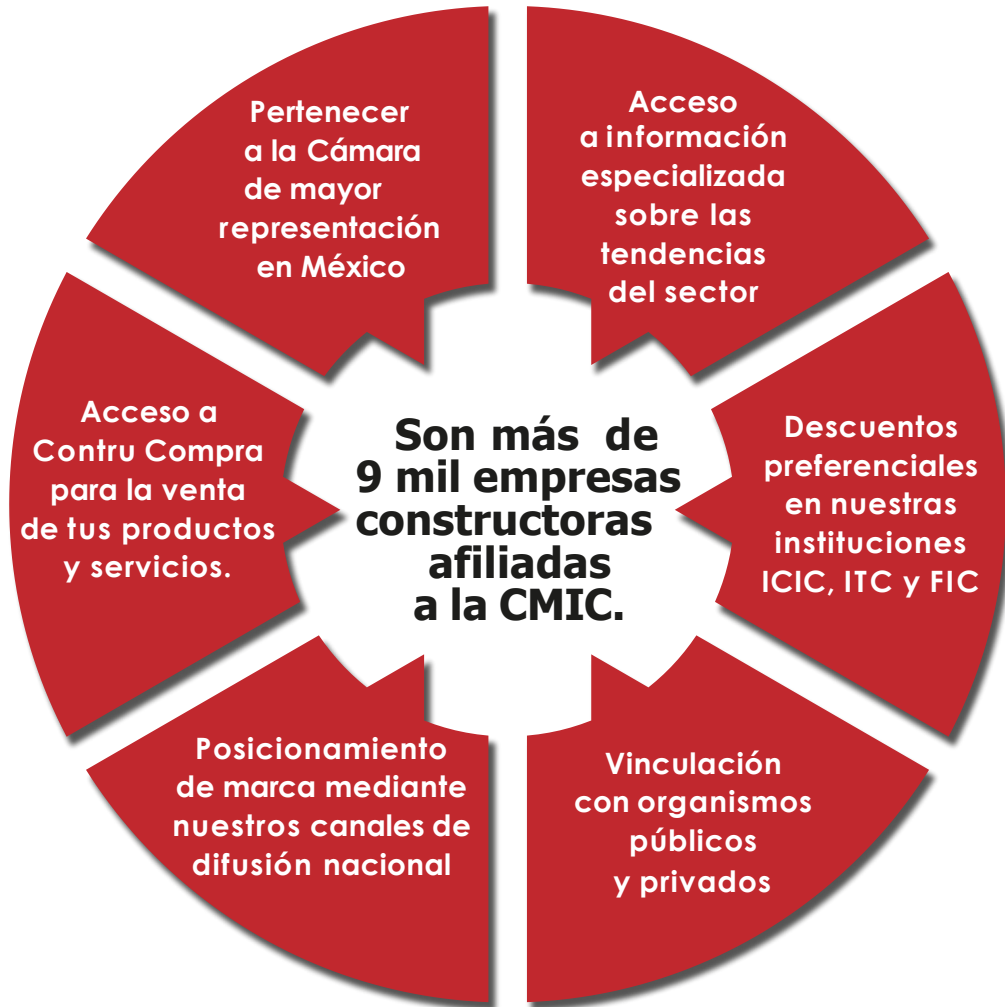 Pertenecer
a la Cámara
de mayor
representación
en México
Acceso
a información
especializada
sobre las
tendencias
del sector
Acceso a
Contru Compra
para la venta
de tus productos
y servicios.
Son más de
9 mil empresas
constructoras
afiliadas
a la CMIC.
Descuentos
preferenciales
en nuestras
instituciones
ICIC, ITC y FIC
Posicionamiento
de marca mediante
nuestros canales de
difusión nacional
Vinculación
con organismos
públicos
y privados